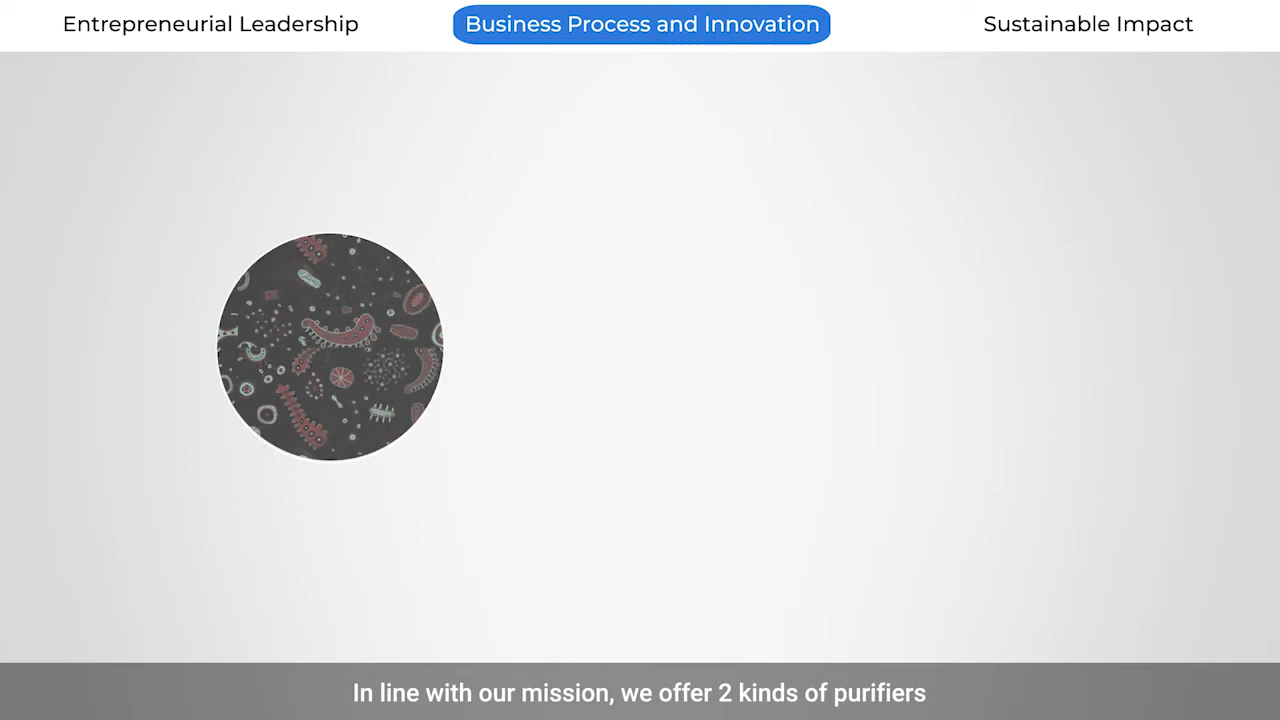 Entrepreneurial Leadership
Business Process and Innovation
Sustainable Impact
In line with our mission, we offer 2 kinds of purifiers